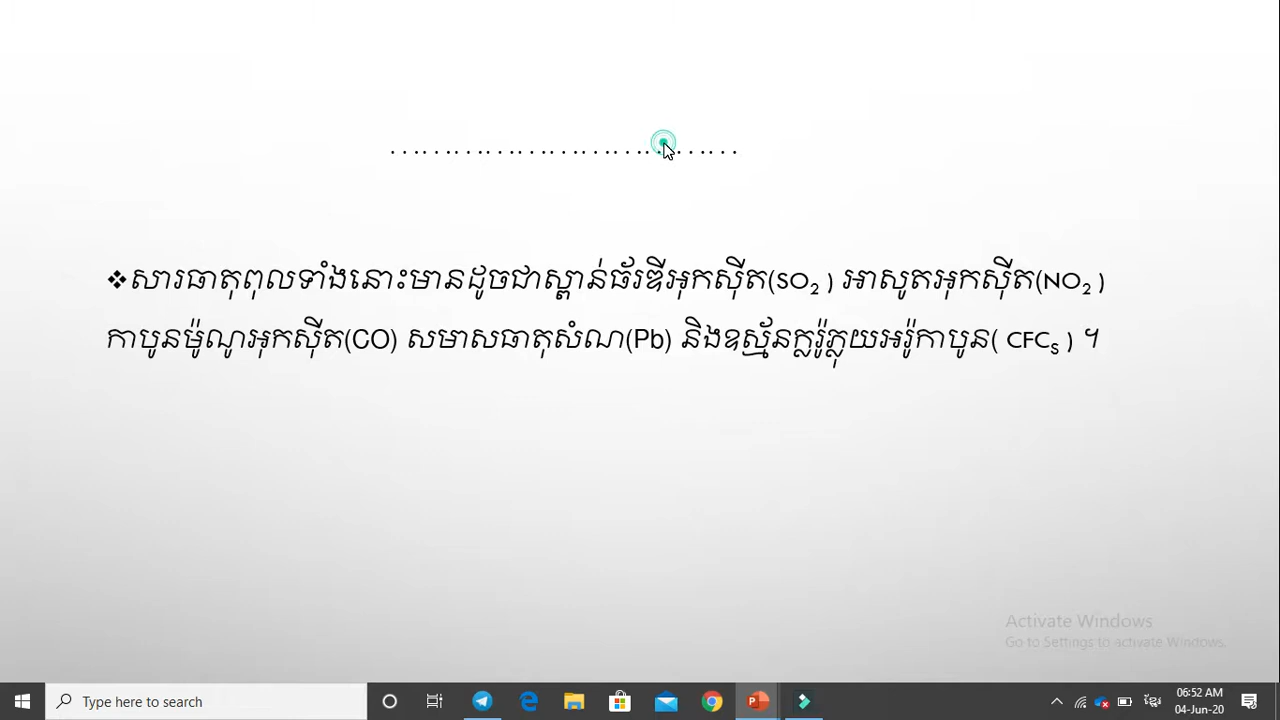 ..............................
❖សារធាតុពុលទាំងនោះមានដូចជាស្ពាន់ធ័រឌីអុកស៊ីត(SO₂ ) អាសូតអុកស៊ីត(NO₂ )
កាបូនម៉ូណូអុកស៊ីត(CO) សមាសធាតុសំណ(Pb) និងឧស្ម័នក្លរ៉ូភ្លុយអរ៉ូកាបូន( CFCₛ ) ។
Activate Windows
Go to Settings to activate Windows.
Type here to search
06:52 AM
04-Jun-20